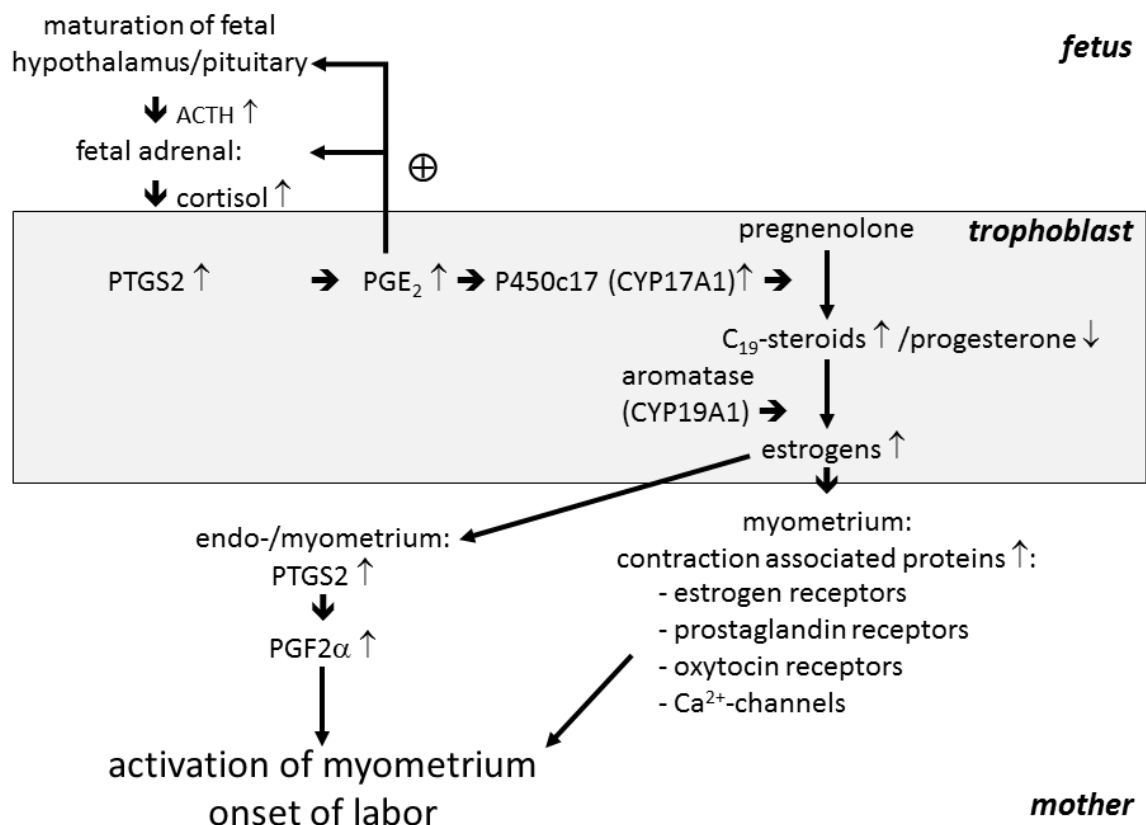 maturation of fetal
hypothalamus/pituitary
fetus
ACTH ↑
fetal adrenal:
⊕
cortisol ↑
pregnenolone
trophoblast
PTGS2 ↑
PGE₂ ↑
P450c17 (CYP17A1)↑
C₁₉-steroids ↑ /progesterone ↓
aromatase
(CYP19A1)
estrogens ↑
endo-/myometrium:
PTGS2 ↑
PGF2α ↑
myometrium:
contraction associated proteins ↑:
- estrogen receptors
- prostaglandin receptors
- oxytocin receptors
- Ca²⁺-channels
activation of myometrium
onset of labor
mother